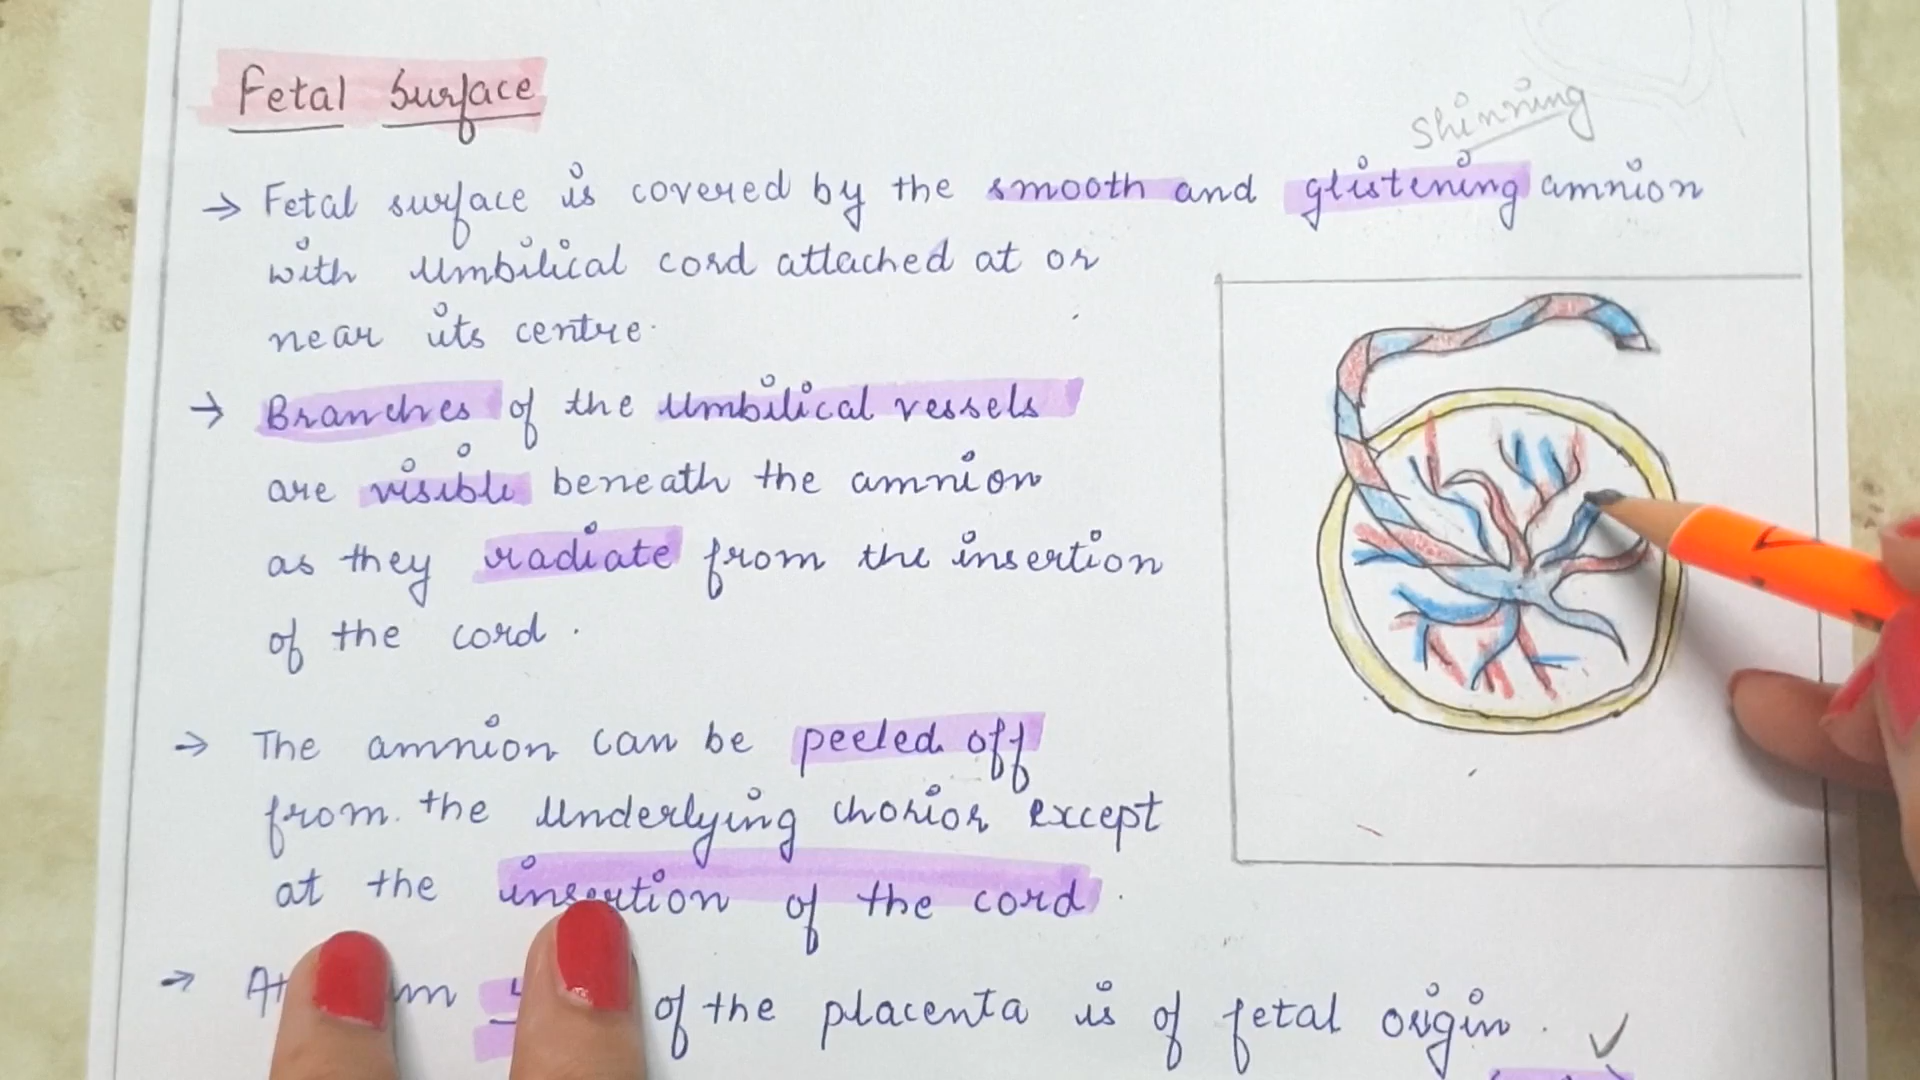 Fetal Surface
Shinning
→ Fetal surface is covered by the smooth and glistening amnion
with umbilical cord attached at or
near its centre.
→ Branches of the umbilical vessels
are visible beneath the amnion
as they radiate from the insertion
of the cord.
→ The amnion can be peeled off
from the underlying chorion except
at the insertion of the cord.
→ of the placenta is of fetal origin.